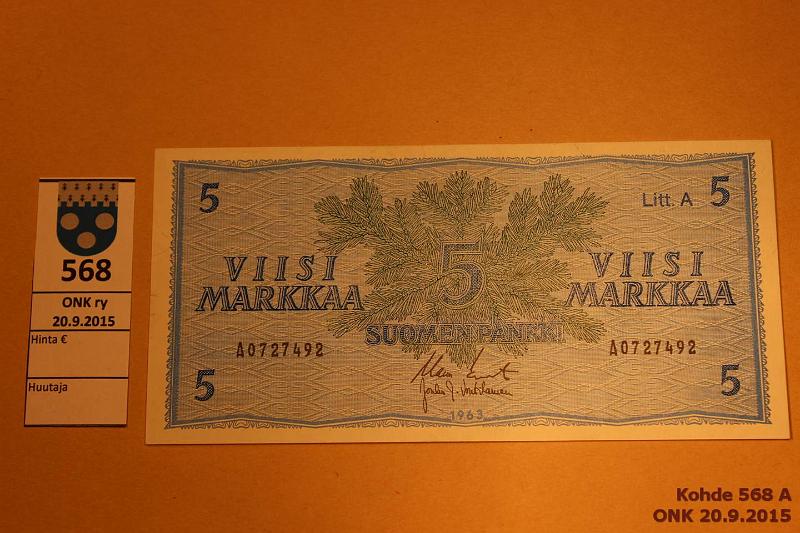 568
ONK ry
20.9.2015
Hinta €
Huutaja
5
Litt. A 5
5
VIISI
MARKKAA
VIISI
MARKKAA
SUOMEN PANKKI
A0727492
A0727492
5
5
1963
Kohde 568 A
ONK 20.9.2015